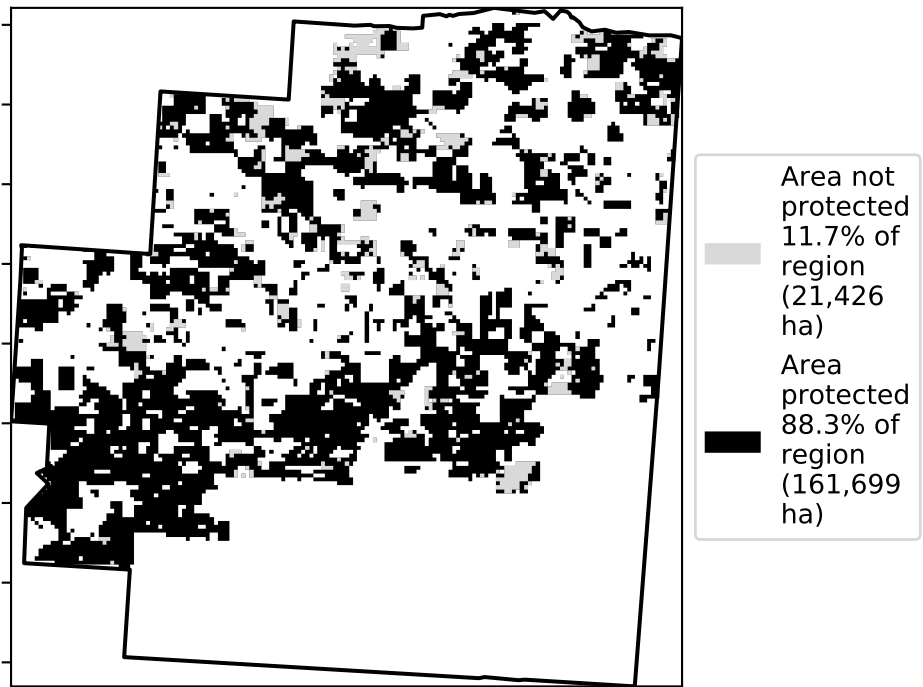 Area not
protected
11.7% of
region
(21,426
ha)
Area
protected
88.3% of
region
(161,699
ha)